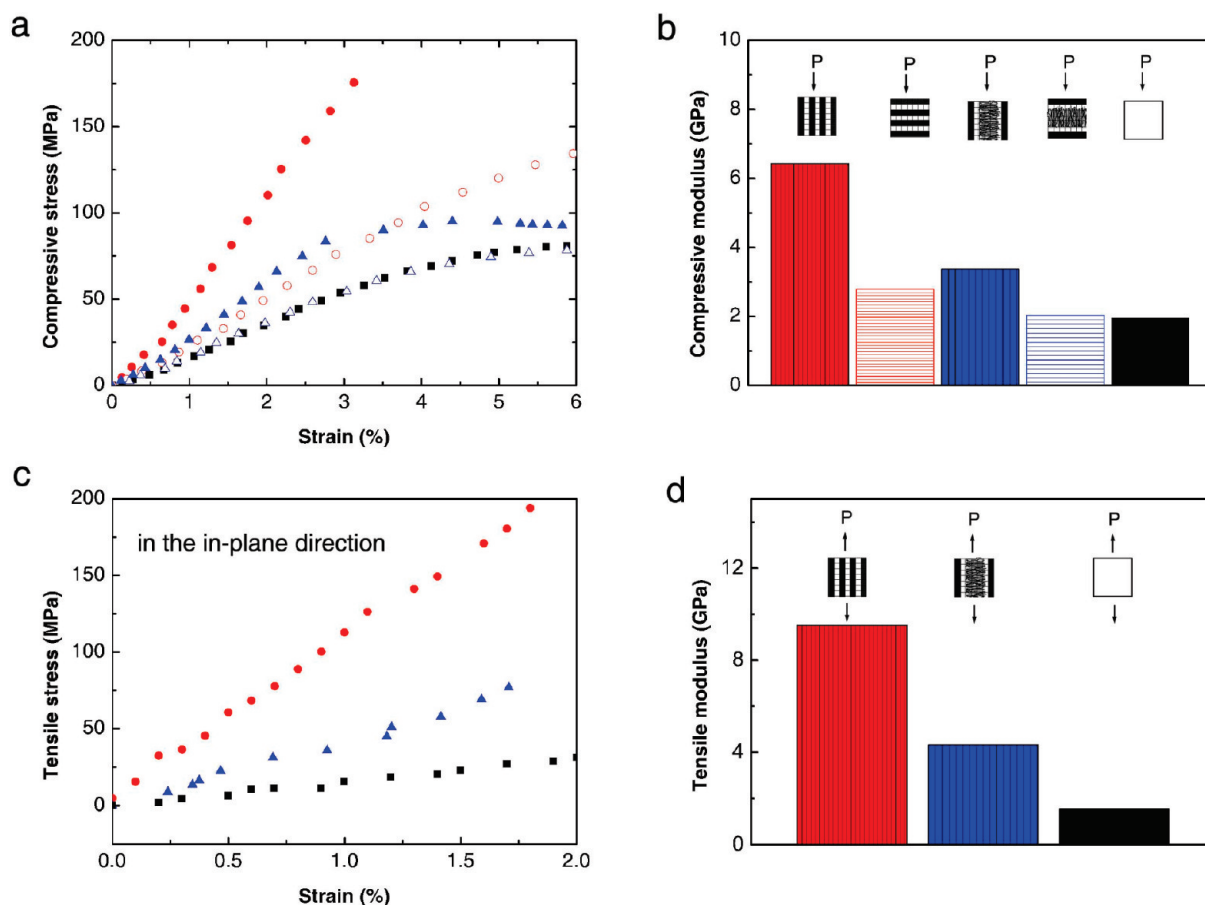 a
200
150
100
50
0
Compressive stress (MPa)
0 1 2 3 4 5 6
Strain (%)
b
10
8
6
4
2
0
Compressive modulus (GPa)
P P P P P
c
200
150
100
50
0
Tensile stress (MPa)
in the in-plane direction
0.0 0.5 1.0 1.5 2.0
Strain (%)
d
12
8
4
0
Tensile modulus (GPa)
P P P